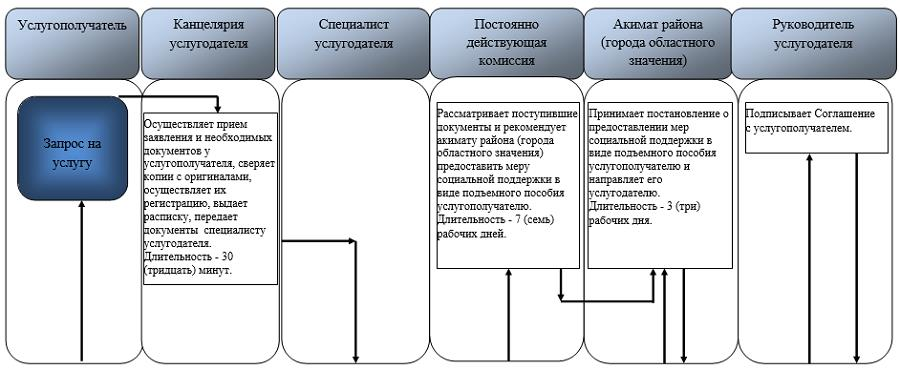 Услугополучатель
Канцелярия
услугодателя
Специалист
услугодателя
Постоянно
действующая
комиссия
Акимат района
(города областного
значения)
Руководитель
услугодателя
Запрос на
услугу
Осуществляет прием
заявления и необходимых
документов у
услугополучателя, сверяет
копии с оригиналами,
осуществляет их
регистрацию, выдает
расписку, передает
документы специалисту
услугодателя.
Длительность - 30
(тридцать) минут.
Рассматривает поступившие
документы и рекомендует
акимату района (города
областного значения)
предоставить меру
социальной поддержки в
виде подъемного пособия
услугополучателю.
Длительность - 7 (семь)
рабочих дней.
Принимает постановление о
предоставлении мер
социальной поддержки в
виде подъемного пособия
услугополучателю и
направляет его
услугодателю.
Длительность - 3 (три)
рабочих дня.
Подписывает Соглашение
с услугополучателем.